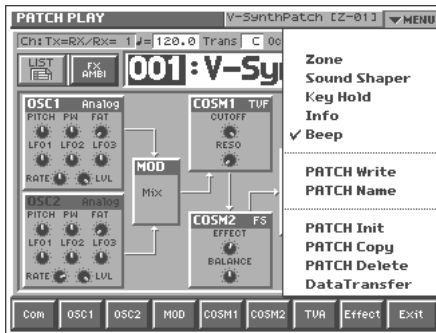 PATCH PLAY V-SynthPatch [Z-01] ▼MENU
Ch:Tx=RX/Rx= 1 ♩= 120.0 Trans C Oc
LIST FX AMBI 001:V-Sy
Zone
Sound Shaper
Key Hold
Info
✓ Beep
PATCH Write
PATCH Name
PATCH Init
PATCH Copy
PATCH Delete
DataTransfer
OSC1 Analog
PITCH PW FAT
LFO1 LFO2 LFO3
RATE LVL
OSC2 Analog
PITCH PW FAT
LFO1 LFO2 LFO3
RATE LVL
MOD
Mix
COSM1 TVF
CUTOFF
RESO
COSM2 FS
EFFECT
BALANCE
Com OSC1 OSC2 MOD COSM1 COSM2 TVA Effect Exit